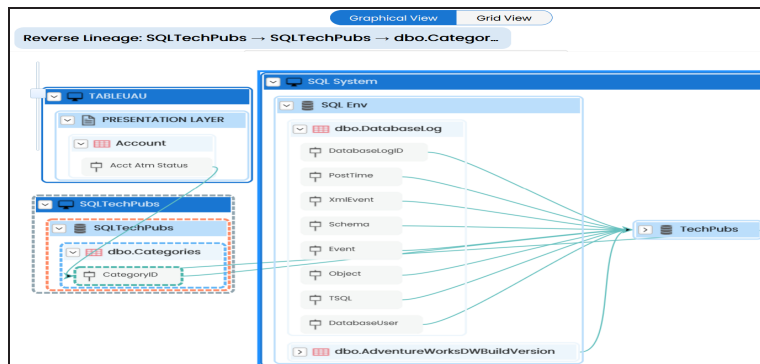 Graphical View
Grid View
Reverse Lineage: SQLTechPubs → SQLTechPubs → dbo.Categor...
TABLEUAU
PRESENTATION LAYER
Account
Acct Atm Status
SQLTechPubs
SQLTechPubs
dbo.Categories
CategoryID
SQL System
SQL Env
dbo.DatabaseLog
DatabaseLogID
PostTime
XmlEvent
Schema
Event
Object
TSQL
DatabaseUser
dbo.AdventureWorksDWBuildVersion
TechPubs